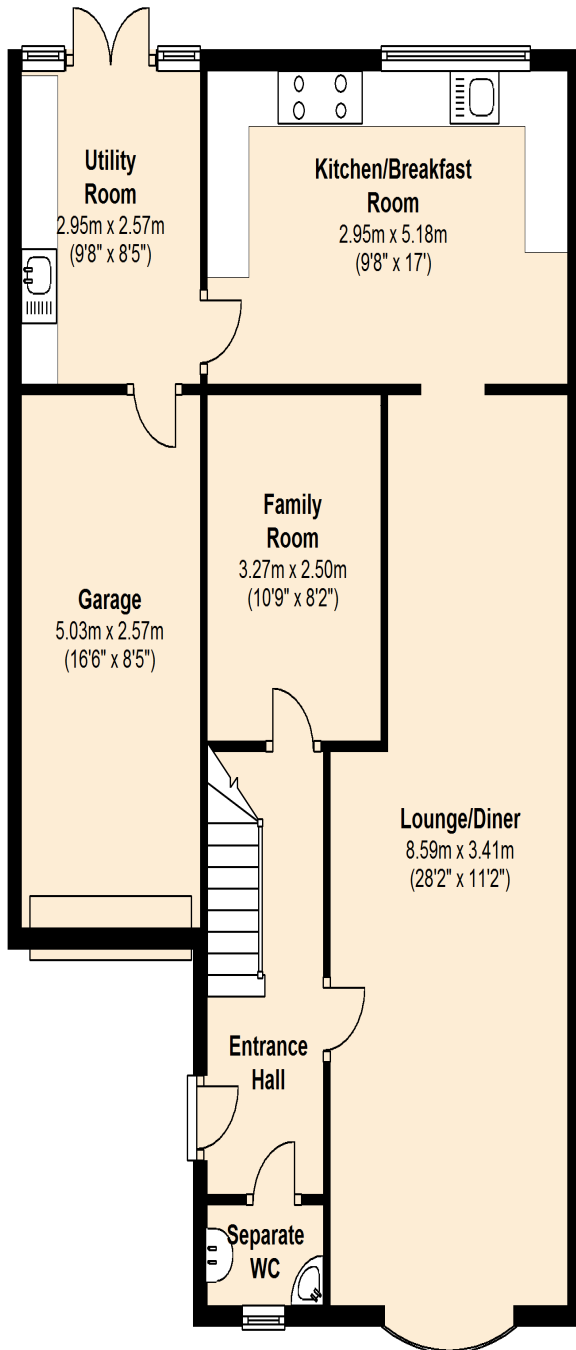 Utility
Room
2.95m x 2.57m
(9'8" x 8'5")
Kitchen/Breakfast
Room
2.95m x 5.18m
(9'8" x 17')
Family
Room
3.27m x 2.50m
(10'9" x 8'2")
Garage
5.03m x 2.57m
(16'6" x 8'5")
Lounge/Diner
8.59m x 3.41m
(28'2" x 11'2")
Entrance
Hall
Separate
WC